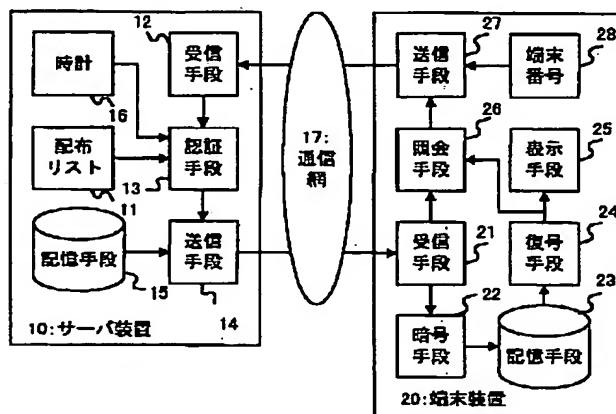 12
受信
手段
時計
16
配布
リスト
11
認証
手段
13
記憶手段
15
送信
手段
14
10:サーバ装置
17:
通信
網
27
送信
手段
28
端末
番号
26
照会
手段
25
表示
手段
受信
手段
21
24
復号
手段
22
暗号
手段
23
記憶手段
20:端末装置